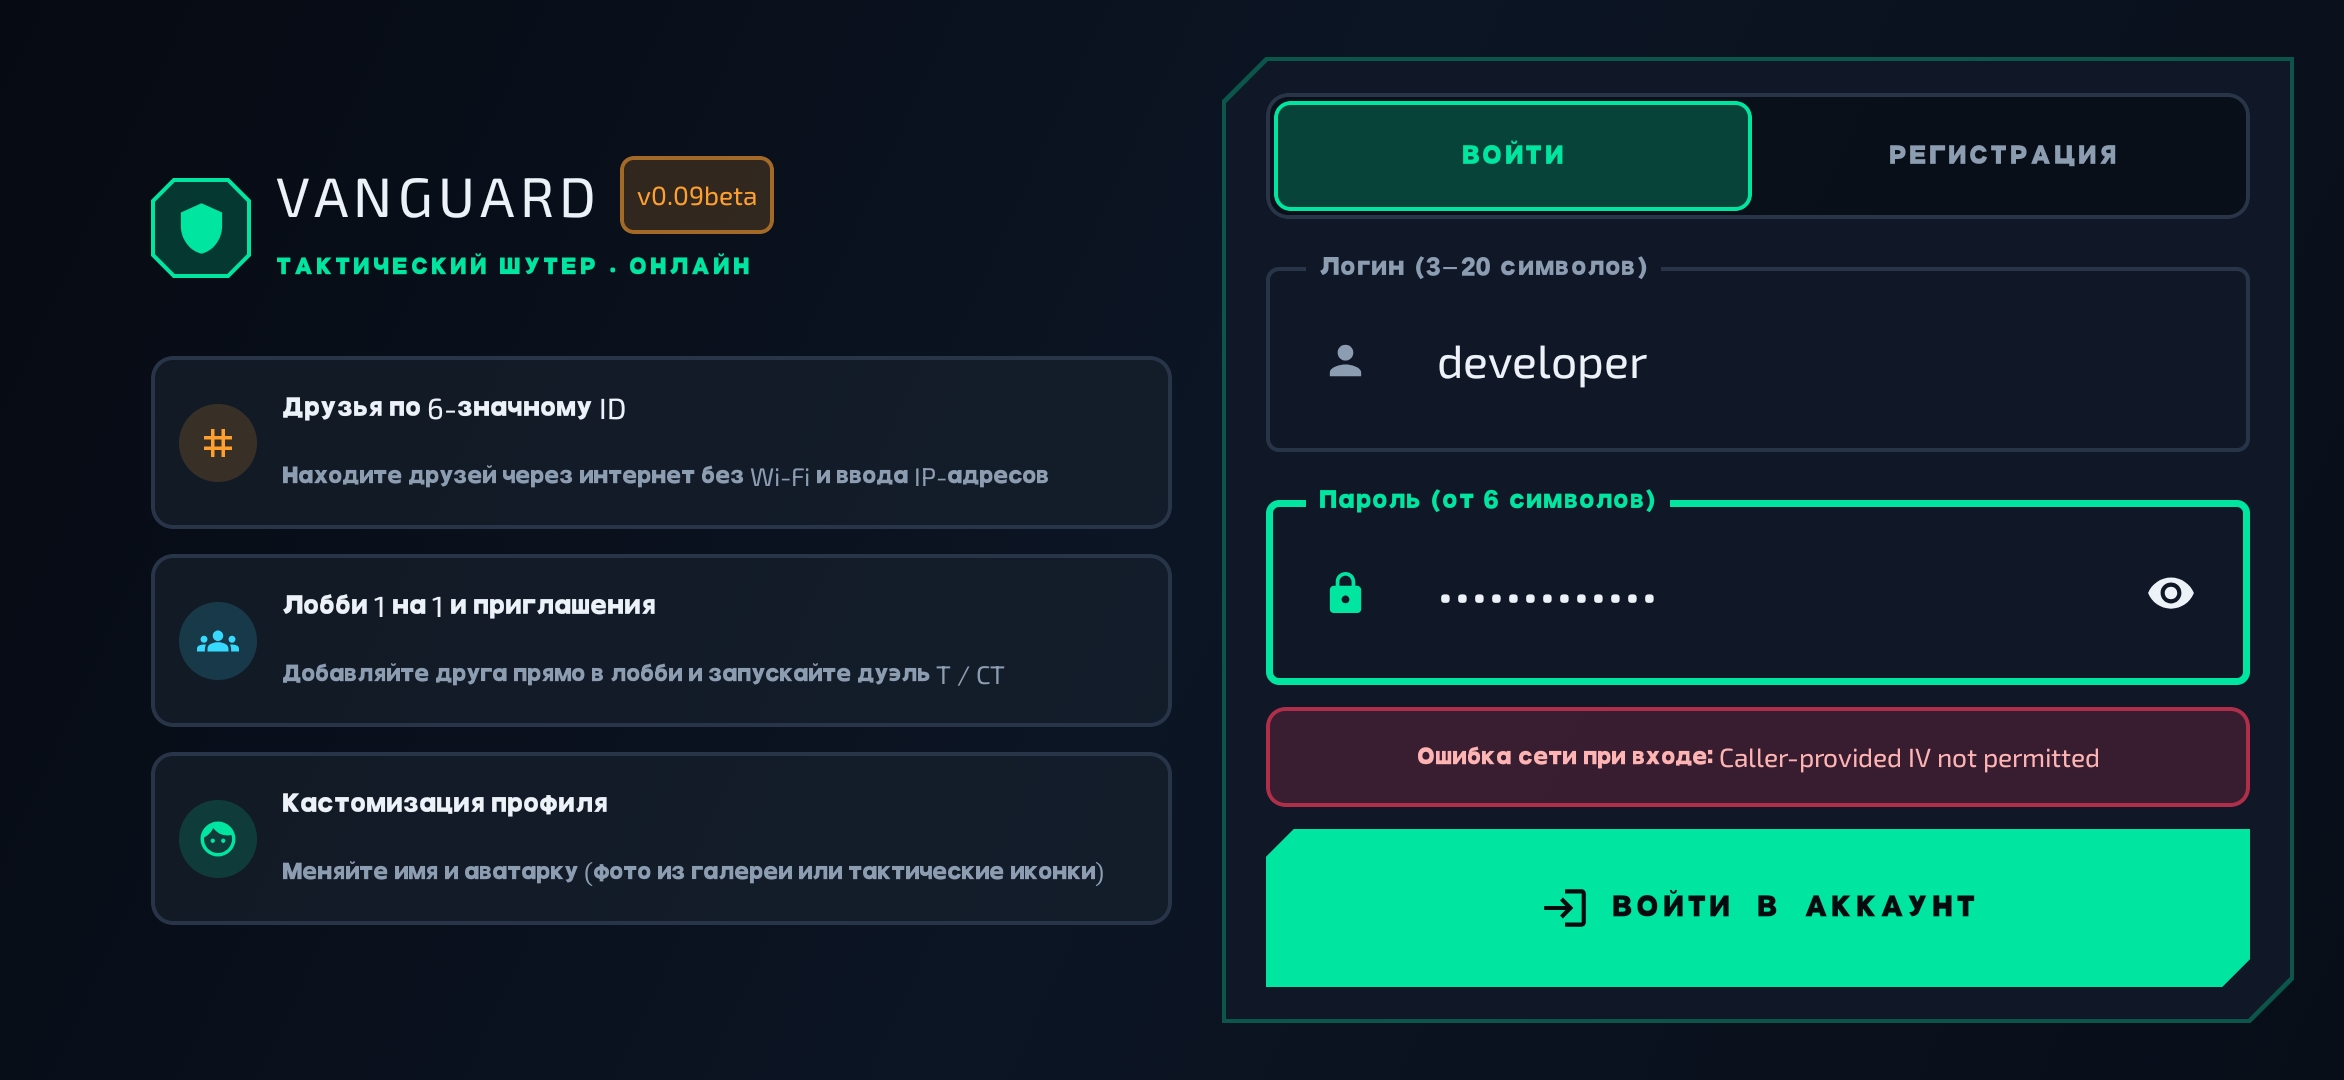 VANGUARD v0.09beta
ТАКТИЧЕСКИЙ ШУТЕР · ОНЛАЙН
Друзья по 6-значному ID
Находите друзей через интернет без Wi-Fi и ввода IP-адресов
Лобби 1 на 1 и приглашения
Добавляйте друга прямо в лобби и запускайте дуэль T / CT
Кастомизация профиля
Меняйте имя и аватарку (фото из галереи или тактические иконки)
ВОЙТИ РЕГИСТРАЦИЯ
Логин (3–20 символов)
developer
Пароль (от 6 символов)
•••••••••••••
Ошибка сети при входе: Caller-provided IV not permitted
ВОЙТИ В АККАУНТ